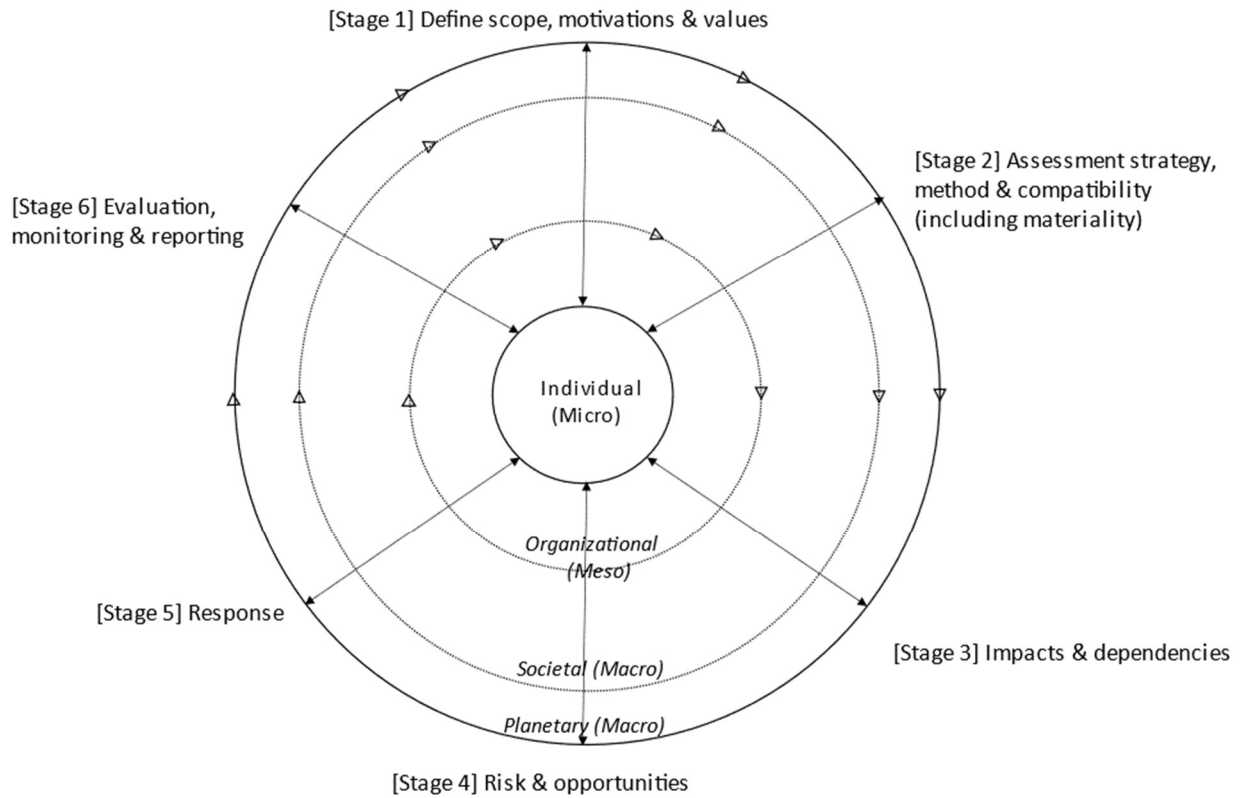 [Stage 1] Define scope, motivations & values
[Stage 2] Assessment strategy,
method & compatibility
(including materiality)
[Stage 6] Evaluation,
monitoring & reporting
Individual
(Micro)
Organizational
(Meso)
[Stage 5] Response
[Stage 3] Impacts & dependencies
Societal (Macro)
Planetary (Macro)
[Stage 4] Risk & opportunities